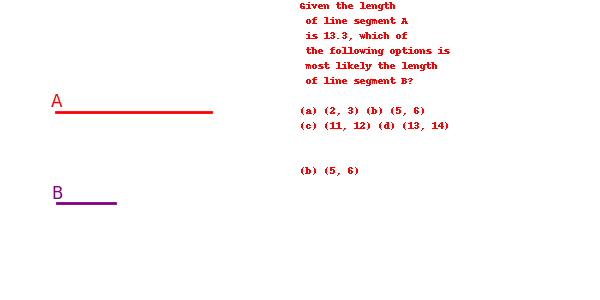 Given the length
of line segment A
is 13.3, which of
the following options is
most likely the length
of line segment B?
(a) (2, 3) (b) (5, 6)
(c) (11, 12) (d) (13, 14)
(b) (5, 6)
A
B